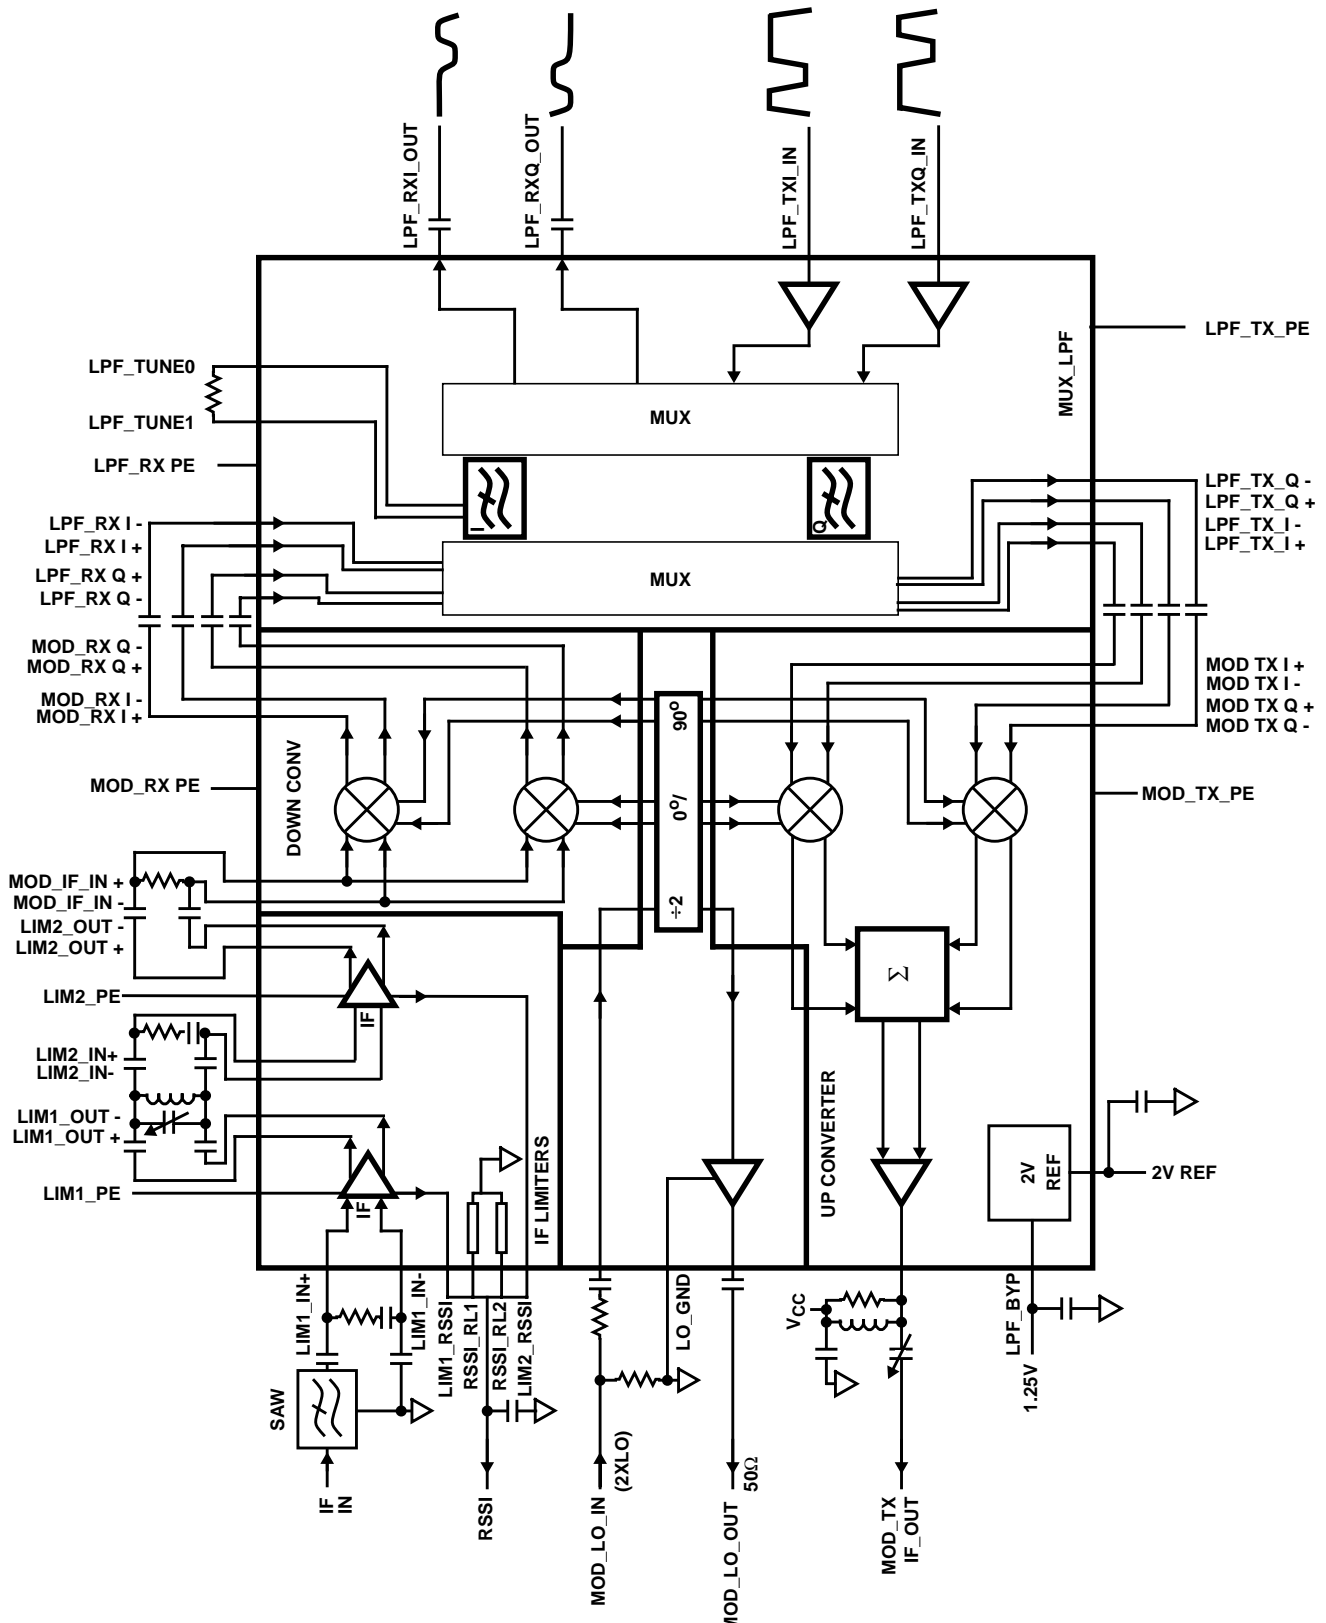 LPF_RXI_OUT
LPF_RXQ_OUT
LPF_TXI_IN
LPF_TXQ_IN
LPF_TUNE0
LPF_TUNE1
LPF_RX PE
LPF_RX I -
LPF_RX I +
LPF_RX Q +
LPF_RX Q -
MOD_RX Q -
MOD_RX Q +
MOD_RX I -
MOD_RX I +
MOD_RX PE
MOD_IF_IN +
MOD_IF_IN -
LIM2_OUT -
LIM2_OUT +
LIM2_PE
LIM2_IN+
LIM2_IN-
LIM1_OUT -
LIM1_OUT +
LIM1_PE
MUX
I
Q
MUX
MUX_LPF
DOWN CONV
÷2
0º/
90º
Σ
IF
IF
IF LIMITERS
UP CONVERTER
2V
REF
LPF_TX_PE
LPF_TX_Q -
LPF_TX_Q +
LPF_TX_I -
LPF_TX_I +
MOD TX I +
MOD TX I -
MOD TX Q +
MOD TX Q -
MOD_TX_PE
2V REF
LIM1_IN+
LIM1_IN-
LIM1_RSSI
RSSI_RL1
RSSI_RL2
LIM2_RSSI
LO_GND
VCC
LPF_BYP
1.25V
SAW
IF
IN
RSSI
MOD_LO_IN
(2XLO)
MOD_LO_OUT
50Ω
MOD_TX
IF_OUT